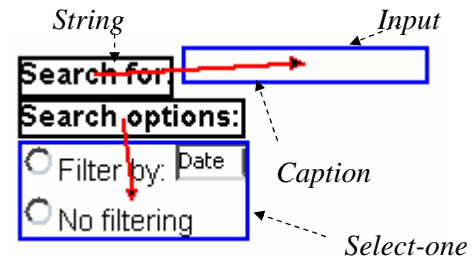 String
Input
Search for
Search options:
Filter by: Date
Caption
No filtering
Select-one